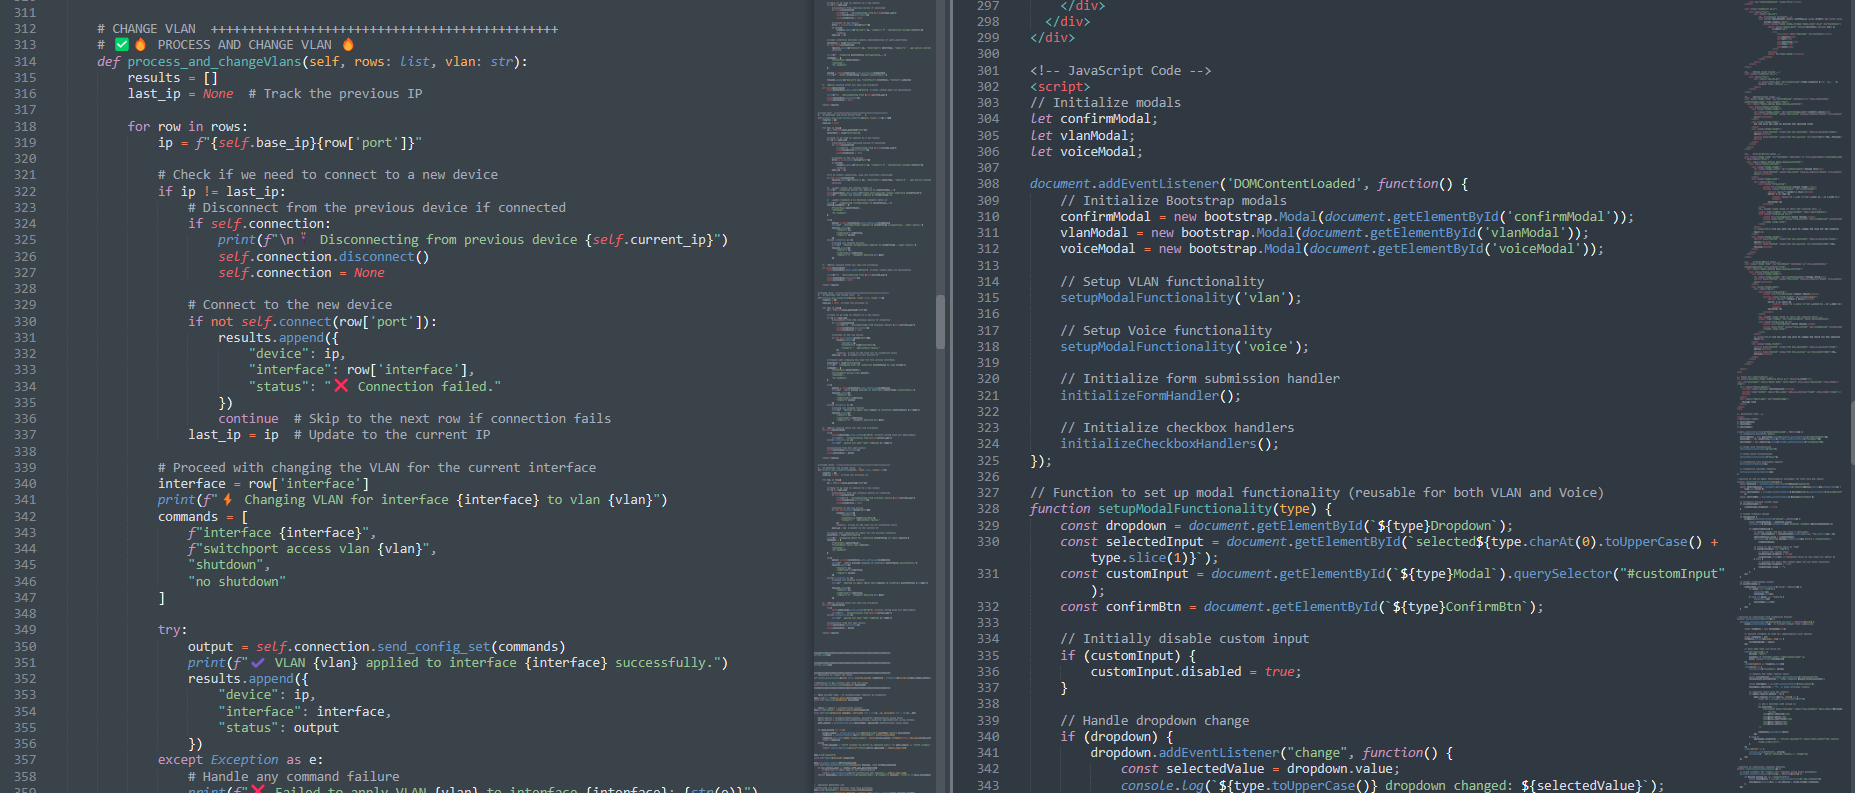 311
312 # CHANGE VLAN ++++++++++++++++++++++++++++++++++++++++++++++
313 # ✅🔥 PROCESS AND CHANGE VLAN 🔥
314 def process_and_changeVlans(self, rows: list, vlan: str):
315 results = []
316 last_ip = None # Track the previous IP
317
318 for row in rows:
319 ip = f"{self.base_ip}{row['port']}"
320
321 # Check if we need to connect to a new device
322 if ip != last_ip:
323 # Disconnect from the previous device if connected
324 if self.connection:
325 print(f"\n Disconnecting from previous device {self.current_ip}")
326 self.connection.disconnect()
327 self.connection = None
328
329 # Connect to the new device
330 if not self.connect(row['port']):
331 results.append({
332 "device": ip,
333 "interface": row['interface'],
334 "status": "❌ Connection failed."
335 })
336 continue # Skip to the next row if connection fails
337 last_ip = ip # Update to the current IP
338
339 # Proceed with changing the VLAN for the current interface
340 interface = row['interface']
341 print(f"⚡ Changing VLAN for interface {interface} to vlan {vlan}")
342 commands = [
343 f"interface {interface}",
344 f"switchport access vlan {vlan}",
345 "shutdown",
346 "no shutdown"
347 ]
348
349 try:
350 output = self.connection.send_config_set(commands)
351 print(f"✔ VLAN {vlan} applied to interface {interface} successfully.")
352 results.append({
353 "device": ip,
354 "interface": interface,
355 "status": output
356 })
357 except Exception as e:
358 # Handle any command failure
359 print(f"❌ Failed to apply VLAN {vlan} to interface {interface}: {str(e)}")
297 </div>
298 </div>
299 </div>
300
301 <!-- JavaScript Code -->
302 <script>
303 // Initialize modals
304 let confirmModal;
305 let vlanModal;
306 let voiceModal;
307
308 document.addEventListener('DOMContentLoaded', function() {
309 // Initialize Bootstrap modals
310 confirmModal = new bootstrap.Modal(document.getElementById('confirmModal'));
311 vlanModal = new bootstrap.Modal(document.getElementById('vlanModal'));
312 voiceModal = new bootstrap.Modal(document.getElementById('voiceModal'));
313
314 // Setup VLAN functionality
315 setupModalFunctionality('vlan');
316
317 // Setup Voice functionality
318 setupModalFunctionality('voice');
319
320 // Initialize form submission handler
321 initializeFormHandler();
322
323 // Initialize checkbox handlers
324 initializeCheckboxHandlers();
325 });
326
327 // Function to set up modal functionality (reusable for both VLAN and Voice)
328 function setupModalFunctionality(type) {
329 const dropdown = document.getElementById(`${type}Dropdown`);
330 const selectedInput = document.getElementById(`selected${type.charAt(0).toUpperCase() +
type.slice(1)}`);
331 const customInput = document.getElementById(`${type}Modal`).querySelector("#customInput"
);
332 const confirmBtn = document.getElementById(`${type}ConfirmBtn`);
333
334 // Initially disable custom input
335 if (customInput) {
336 customInput.disabled = true;
337 }
338
339 // Handle dropdown change
340 if (dropdown) {
341 dropdown.addEventListener("change", function() {
342 const selectedValue = dropdown.value;
343 console.log(`${type.toUpperCase()} dropdown changed: ${selectedValue}`);